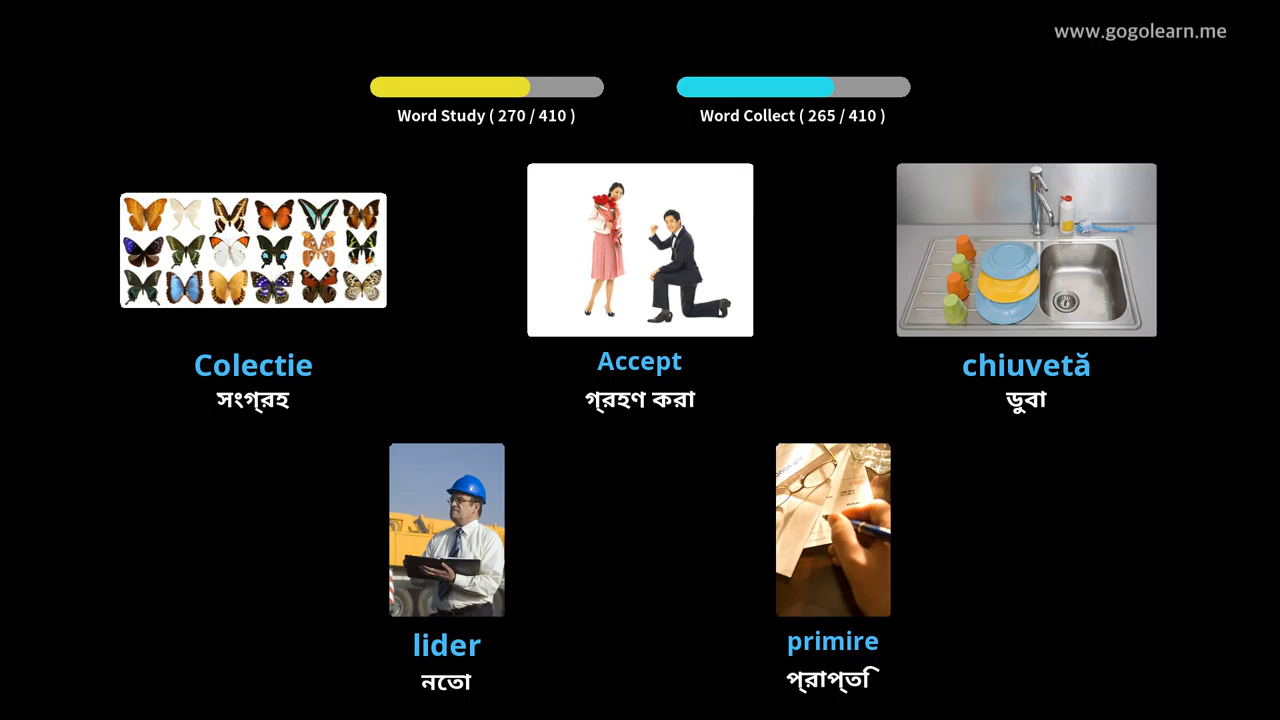 www.gogolearn.me
Word Study ( 270 / 410 )
Word Collect ( 265 / 410 )
Colectie
Accept
chiuvetă
সংগ্রহ
গ্রহণ করা
ডুবা
lider
primire
নেতা
প্রাপ্তি